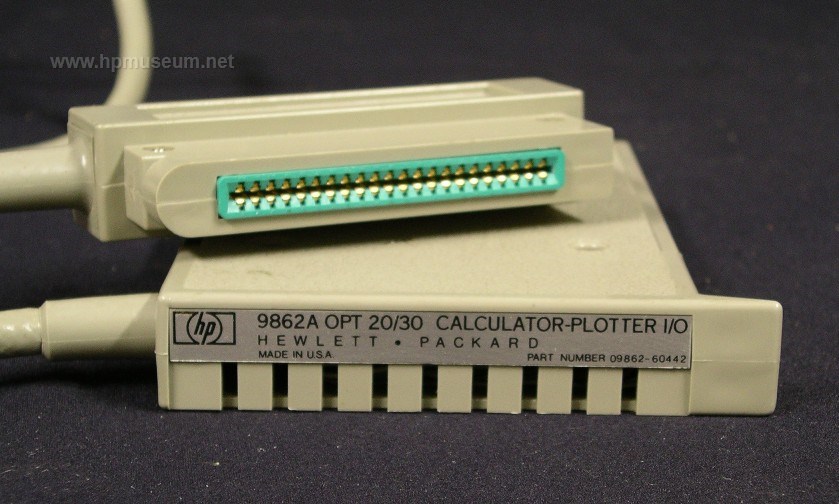 www.hpmuseum.net
hp 9862A OPT 20/30 CALCULATOR-PLOTTER I/O
HEWLETT • PACKARD
MADE IN U.S.A. PART NUMBER 09862-60442